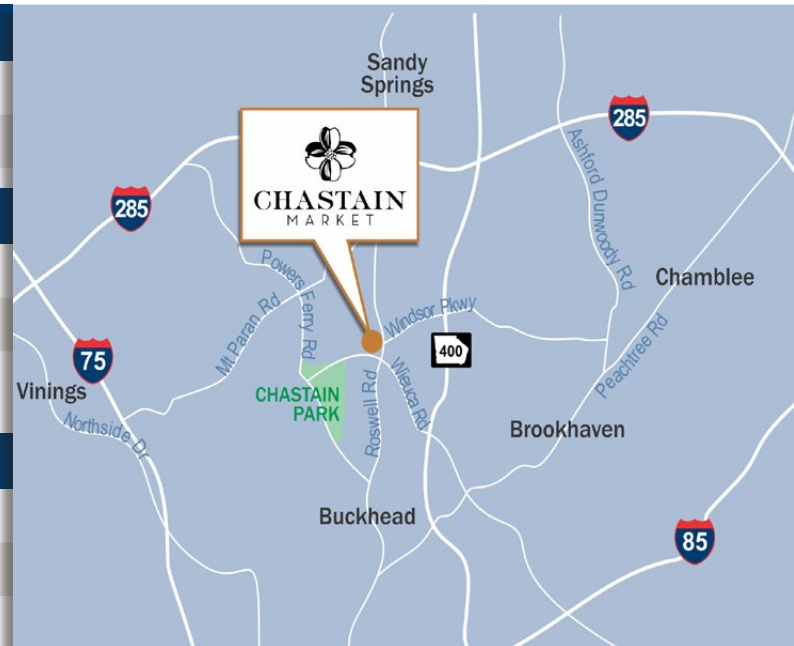 Sandy
Springs
285
Ashford Dunwoody Rd
CHASTAIN
MARKET
285
Powers Ferry Rd
Chamblee
Mt Paran Rd
Windsor Pkwy
400
Peachtree Rd
75
Vinings
CHASTAIN
PARK
Roswell Rd
Wieuca Rd
Northside Dr
Brookhaven
Buckhead
85